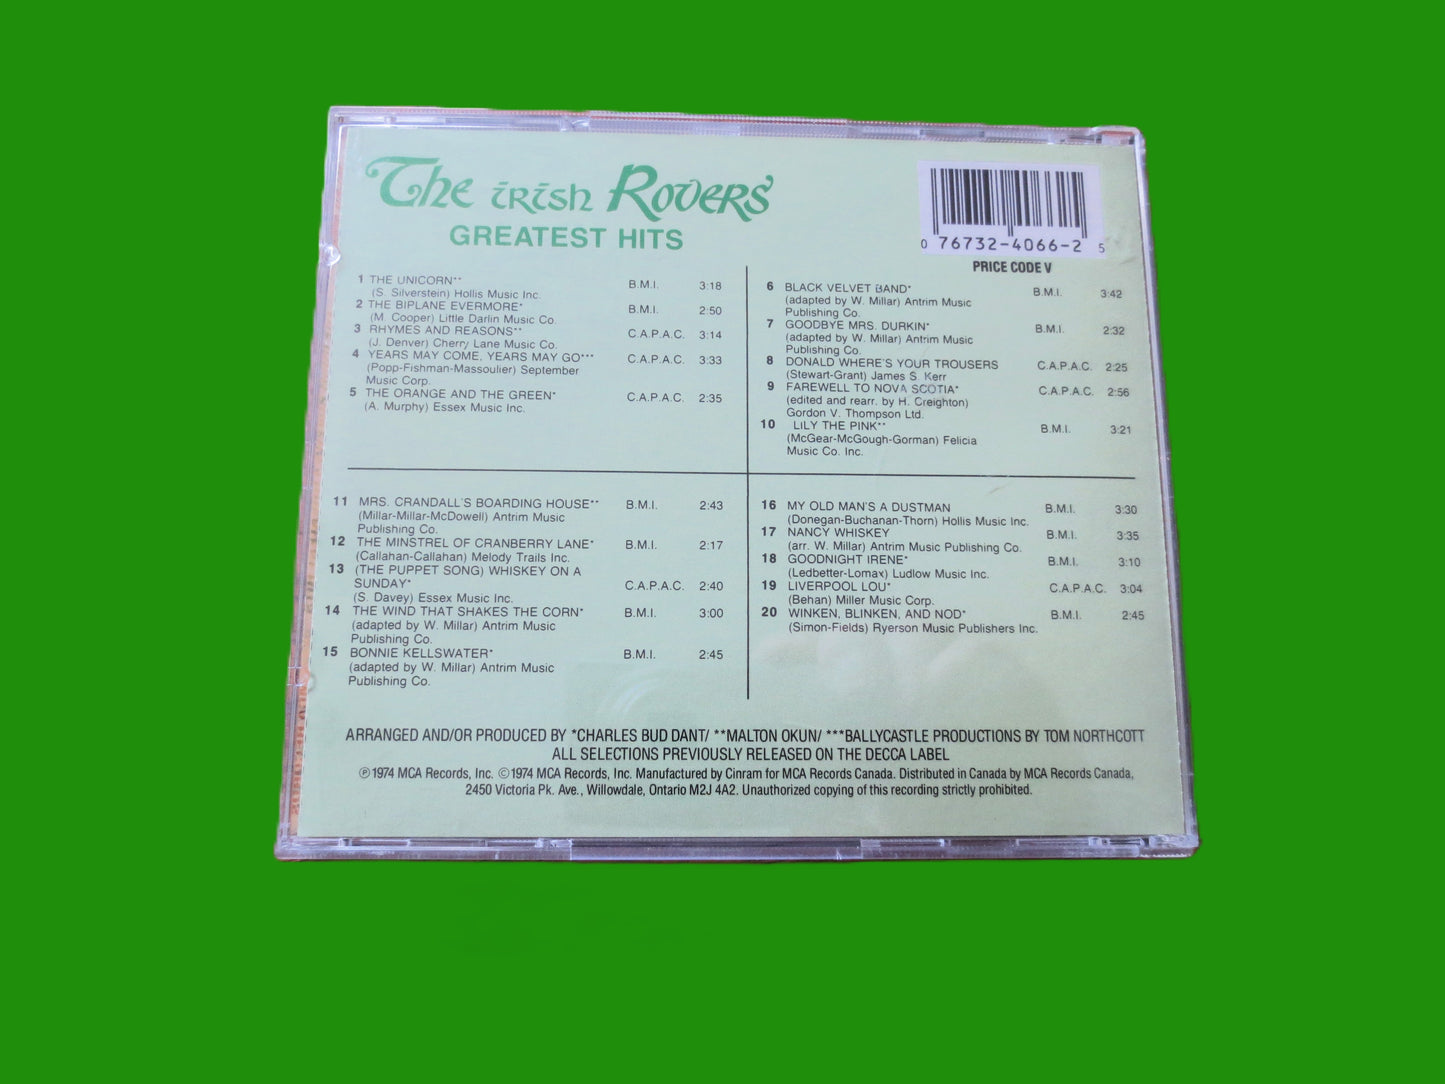 The Irish Rovers'
GREATEST HITS
0 76732-4066-2 5
PRICE CODE V
1 THE UNICORN** B.M.I. 3:18
(S. Silverstein) Hollis Music Inc.
2 THE BIPLANE EVERMORE* B.M.I. 2:50
(M. Cooper) Little Darlin Music Co.
3 RHYMES AND REASONS** C.A.P.A.C. 3:14
(J. Denver) Cherry Lane Music Co.
4 YEARS MAY COME, YEARS MAY GO*** C.A.P.A.C. 3:33
(Popp-Fishman-Massoulier) September
Music Corp.
5 THE ORANGE AND THE GREEN* C.A.P.A.C. 2:35
(A. Murphy) Essex Music Inc.
6 BLACK VELVET BAND* B.M.I. 3:42
(adapted by W. Millar) Antrim Music
Publishing Co.
7 GOODBYE MRS. DURKIN* B.M.I. 2:32
(adapted by W. Millar) Antrim Music
Publishing Co.
8 DONALD WHERE'S YOUR TROUSERS C.A.P.A.C. 2:25
(Stewart-Grant) James S. Kerr
9 FAREWELL TO NOVA SCOTIA* C.A.P.A.C. 2:56
(edited and rearr. by H. Creighton)
Gordon V. Thompson Ltd.
10 LILY THE PINK** B.M.I. 3:21
(McGear-McGough-Gorman) Felicia
Music Co. Inc.
11 MRS. CRANDALL'S BOARDING HOUSE** B.M.I. 2:43
(Millar-Millar-McDowell) Antrim Music
Publishing Co.
12 THE MINSTREL OF CRANBERRY LANE* B.M.I. 2:17
(Callahan-Callahan) Melody Trails Inc.
13 (THE PUPPET SONG) WHISKEY ON A
SUNDAY* C.A.P.A.C. 2:40
(S. Davey) Essex Music Inc.
14 THE WIND THAT SHAKES THE CORN* B.M.I. 3:00
(adapted by W. Millar) Antrim Music
Publishing Co.
15 BONNIE KELLSWATER* B.M.I. 2:45
(adapted by W. Millar) Antrim Music
Publishing Co.
16 MY OLD MAN'S A DUSTMAN B.M.I. 3:30
(Donegan-Buchanan-Thorn) Hollis Music Inc.
17 NANCY WHISKEY B.M.I. 3:35
(arr. W. Millar) Antrim Music Publishing Co.
18 GOODNIGHT IRENE* B.M.I. 3:10
(Ledbetter-Lomax) Ludlow Music Inc.
19 LIVERPOOL LOU* C.A.P.A.C. 3:04
(Behan) Miller Music Corp.
20 WINKEN, BLINKEN, AND NOD* B.M.I. 2:45
(Simon-Fields) Ryerson Music Publishers Inc.
ARRANGED AND/OR PRODUCED BY *CHARLES BUD DANT/ **MALTON OKUN/ ***BALLYCASTLE PRODUCTIONS BY TOM NORTHCOTT
ALL SELECTIONS PREVIOUSLY RELEASED ON THE DECCA LABEL
℗1974 MCA Records, Inc. ©1974 MCA Records, Inc. Manufactured by Cinram for MCA Records Canada. Distributed in Canada by MCA Records Canada,
2450 Victoria Pk. Ave., Willowdale, Ontario M2J 4A2. Unauthorized copying of this recording strictly prohibited.